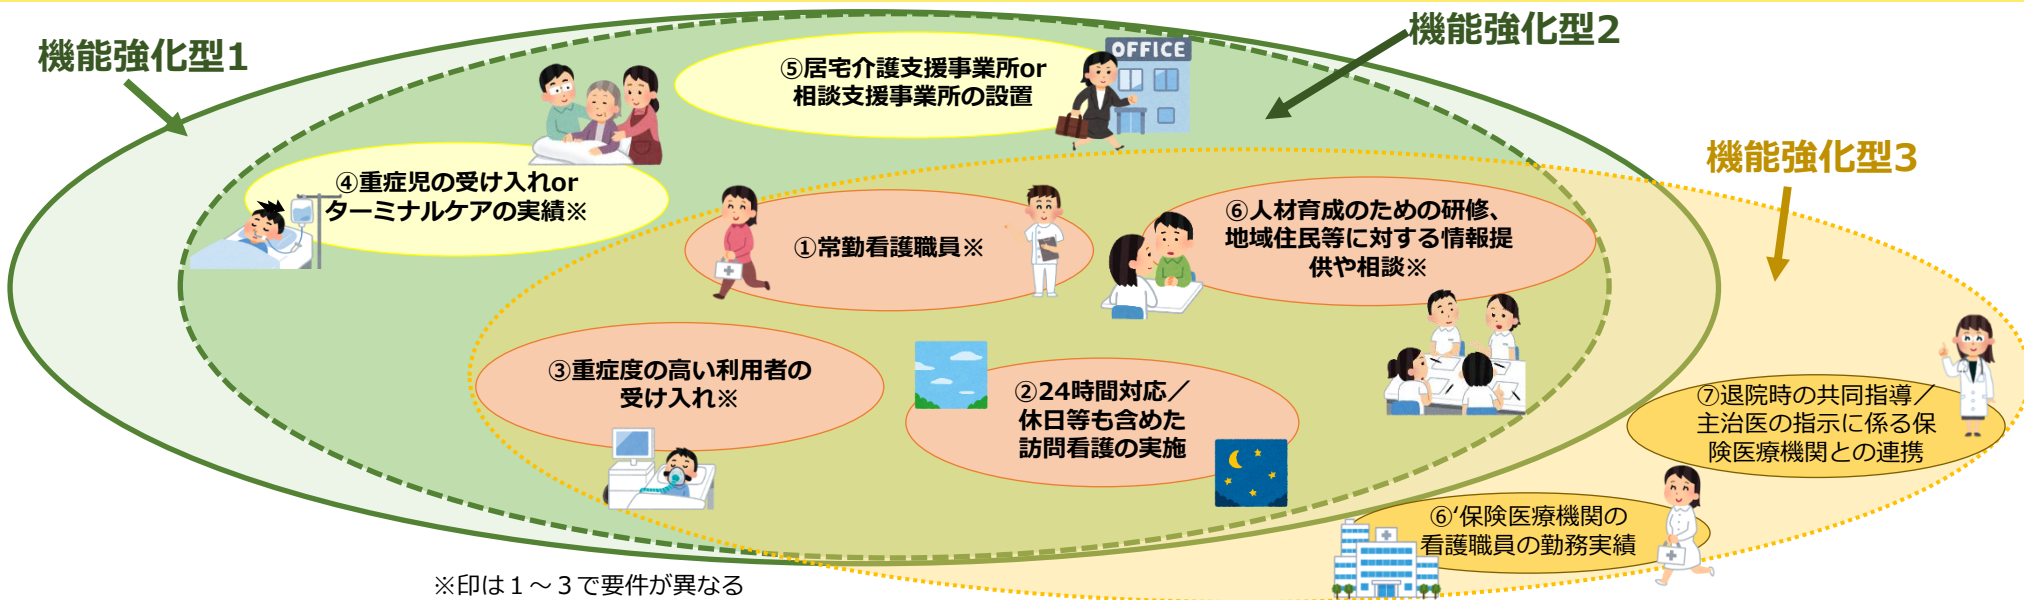 機能強化型1
機能強化型2
OFFICE
⑤居宅介護支援事業所or
相談支援事業所の設置
機能強化型3
④重症児の受け入れor
ターミナルケアの実績※
①常勤看護職員※
⑥人材育成のための研修、
地域住民等に対する情報提
供や相談※
③重症度の高い利用者の
受け入れ※
②24時間対応／
休日等も含めた
訪問看護の実施
⑦退院時の共同指導／
主治医の指示に係る保
険医療機関との連携
⑥‘保険医療機関の
看護職員の勤務実績
※印は１～３で要件が異なる